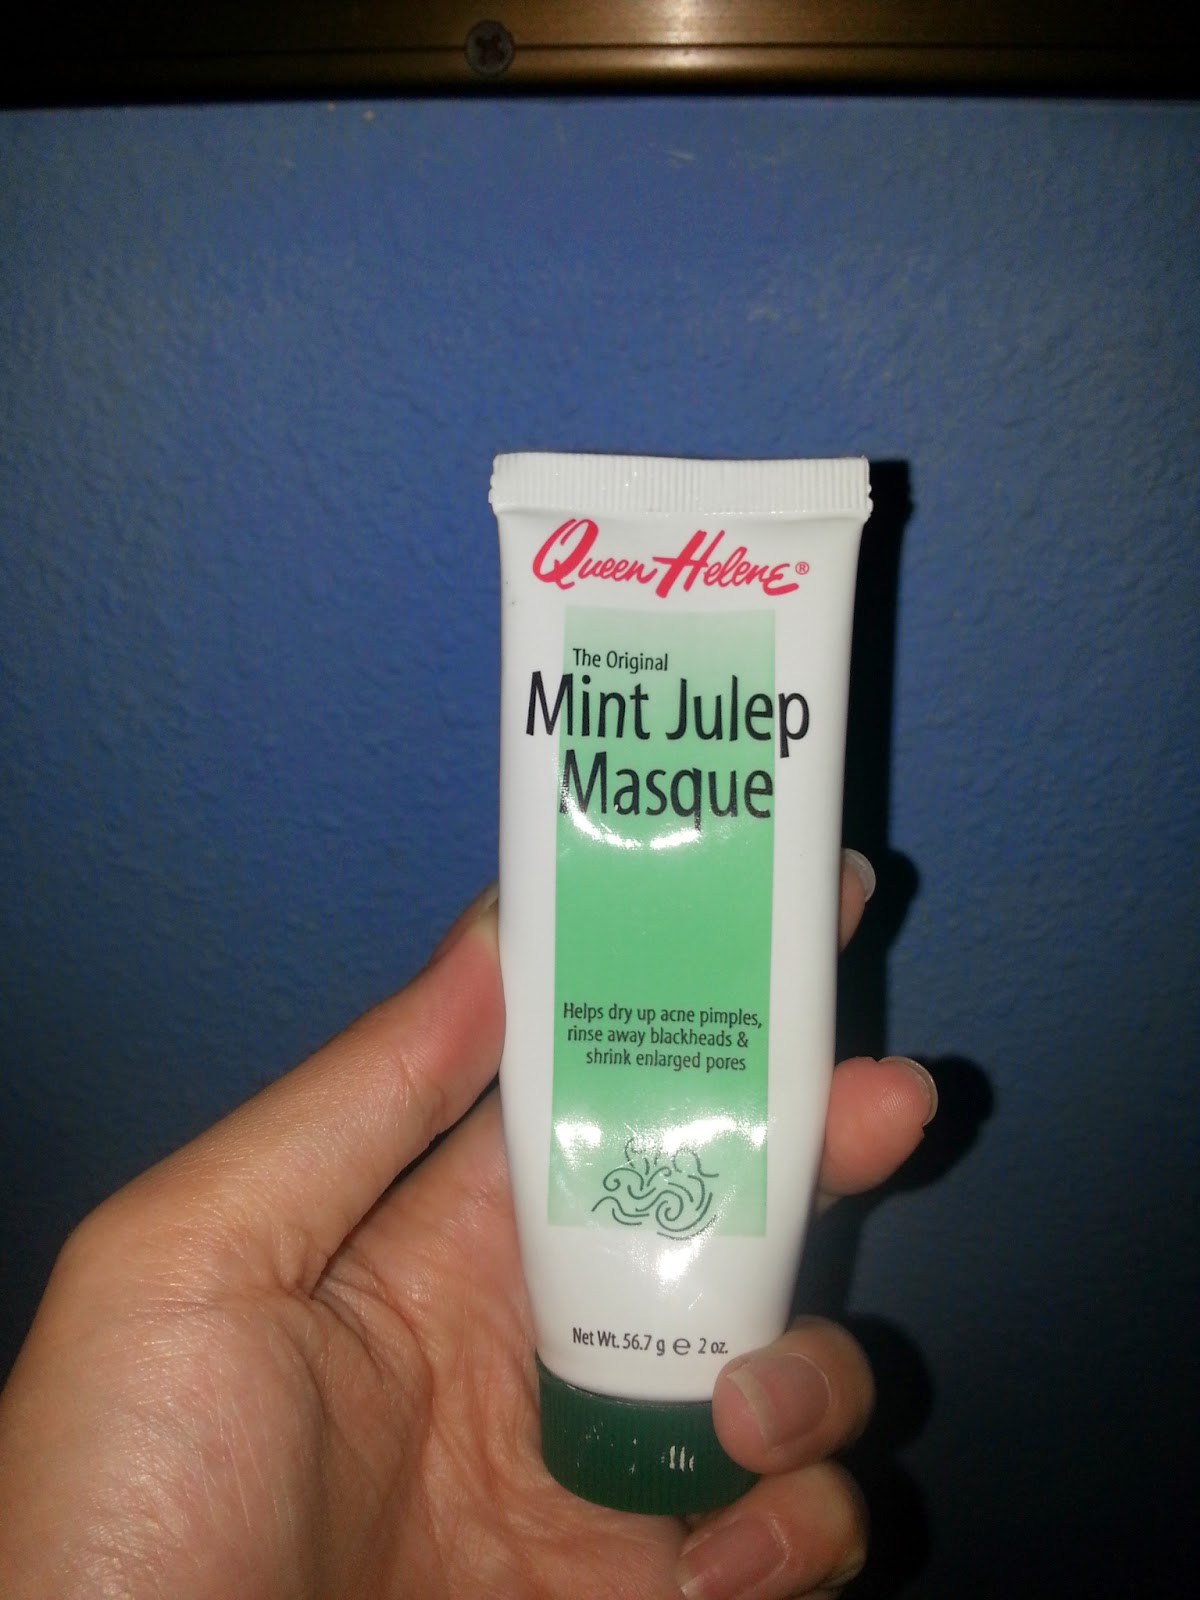 Queen Helene®
The Original
Mint Julep
Masque
Helps dry up acne pimples,
rinse away blackheads &
shrink enlarged pores
Net Wt. 56.7 g ℮ 2 oz.